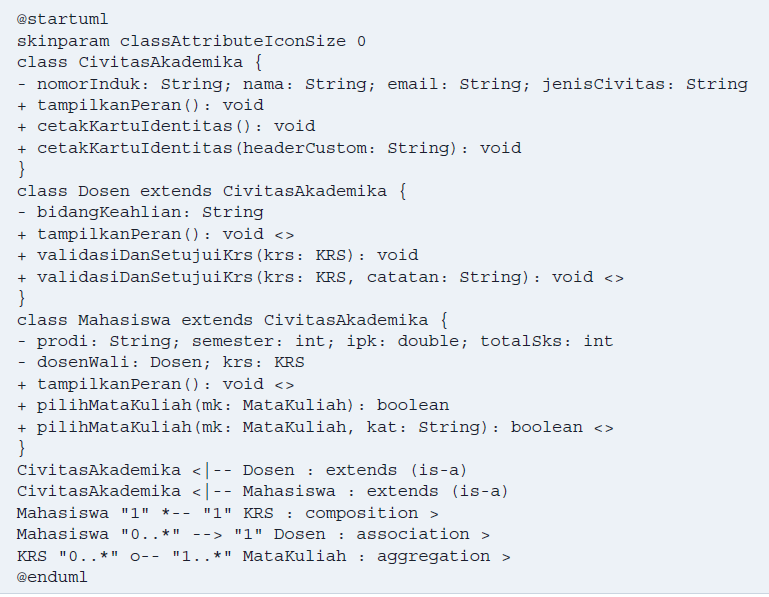 @startuml
skinparam classAttributeIconSize 0
class CivitasAkademika {
- nomorInduk: String; nama: String; email: String; jenisCivitas: String
+ tampilkanPeran(): void
+ cetakKartuIdentitas(): void
+ cetakKartuIdentitas(headerCustom: String): void
}
class Dosen extends CivitasAkademika {
- bidangKeahlian: String
+ tampilkanPeran(): void <>
+ validasiDanSetujuiKrs(krs: KRS): void
+ validasiDanSetujuiKrs(krs: KRS, catatan: String): void <>
}
class Mahasiswa extends CivitasAkademika {
- prodi: String; semester: int; ipk: double; totalSks: int
- dosenWali: Dosen; krs: KRS
+ tampilkanPeran(): void <>
+ pilihMataKuliah(mk: MataKuliah): boolean
+ pilihMataKuliah(mk: MataKuliah, kat: String): boolean <>
}
CivitasAkademika <|-- Dosen : extends (is-a)
CivitasAkademika <|-- Mahasiswa : extends (is-a)
Mahasiswa "1" *-- "1" KRS : composition >
Mahasiswa "0..*" --> "1" Dosen : association >
KRS "0..*" o-- "1..*" MataKuliah : aggregation >
@enduml